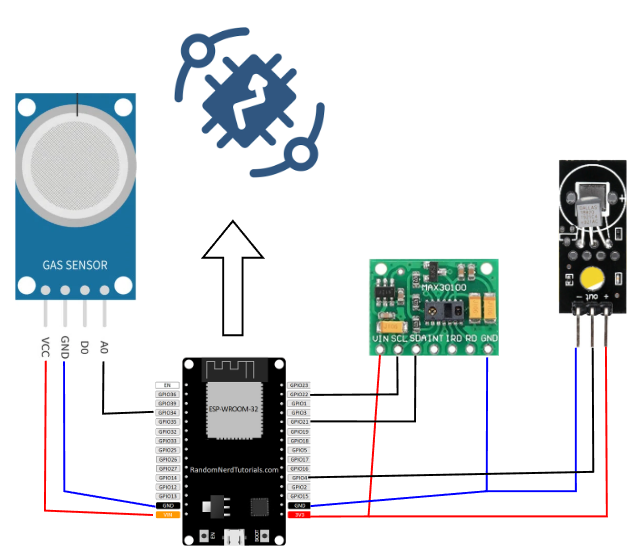 GAS SENSOR
VCC
GND
D0
A0
MAX30100
VIN SCL SDA INT IRD RD GND
- out +
EN
GPIO36
GPIO39
GPIO34
GPIO35
GPIO32
GPIO33
GPIO25
GPIO26
GPIO27
GPIO14
GPIO12
GPIO13
GND
VIN
ESP-WROOM-32
RandomNerdTutorials.com
EN
BOOT
GPIO23
GPIO22
GPIO1
GPIO3
GPIO21
GPIO19
GPIO18
GPIO5
GPIO17
GPIO16
GPIO4
GPIO2
GPIO15
GND
3V3